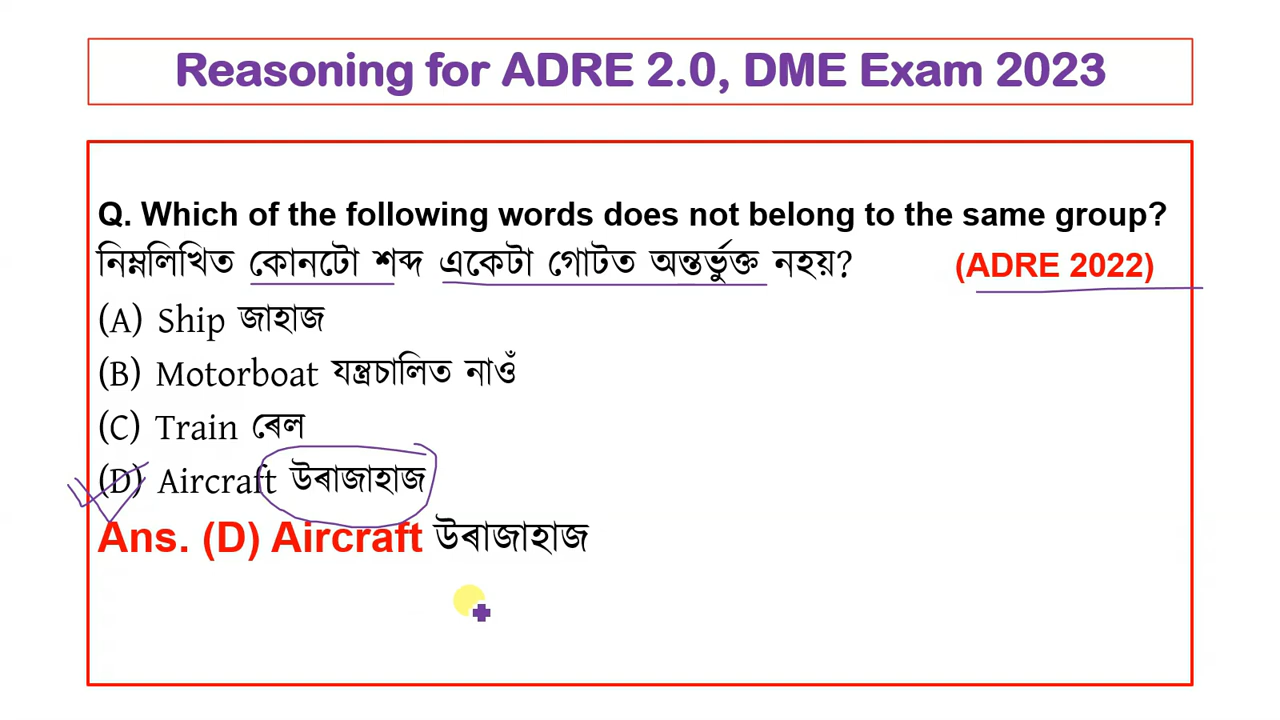 Reasoning for ADRE 2.0, DME Exam 2023
Q. Which of the following words does not belong to the same group?
নিম্নলিখিত কোনটো শব্দ একেটা গোটত অন্তৰ্ভুক্ত নহয়? (ADRE 2022)
(A) Ship জাহাজ
(B) Motorboat যন্ত্ৰচালিত নাওঁ
(C) Train ৰেল
(D) Aircraft উৰাজাহাজ
Ans. (D) Aircraft উৰাজাহাজ